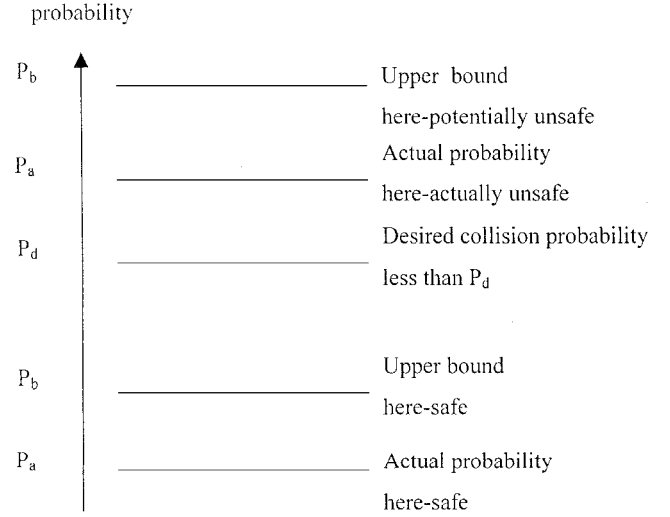 probability
P_b
Upper bound
here-potentially unsafe
P_a
Actual probability
here-actually unsafe
P_d
Desired collision probability
less than P_d
P_b
Upper bound
here-safe
P_a
Actual probability
here-safe